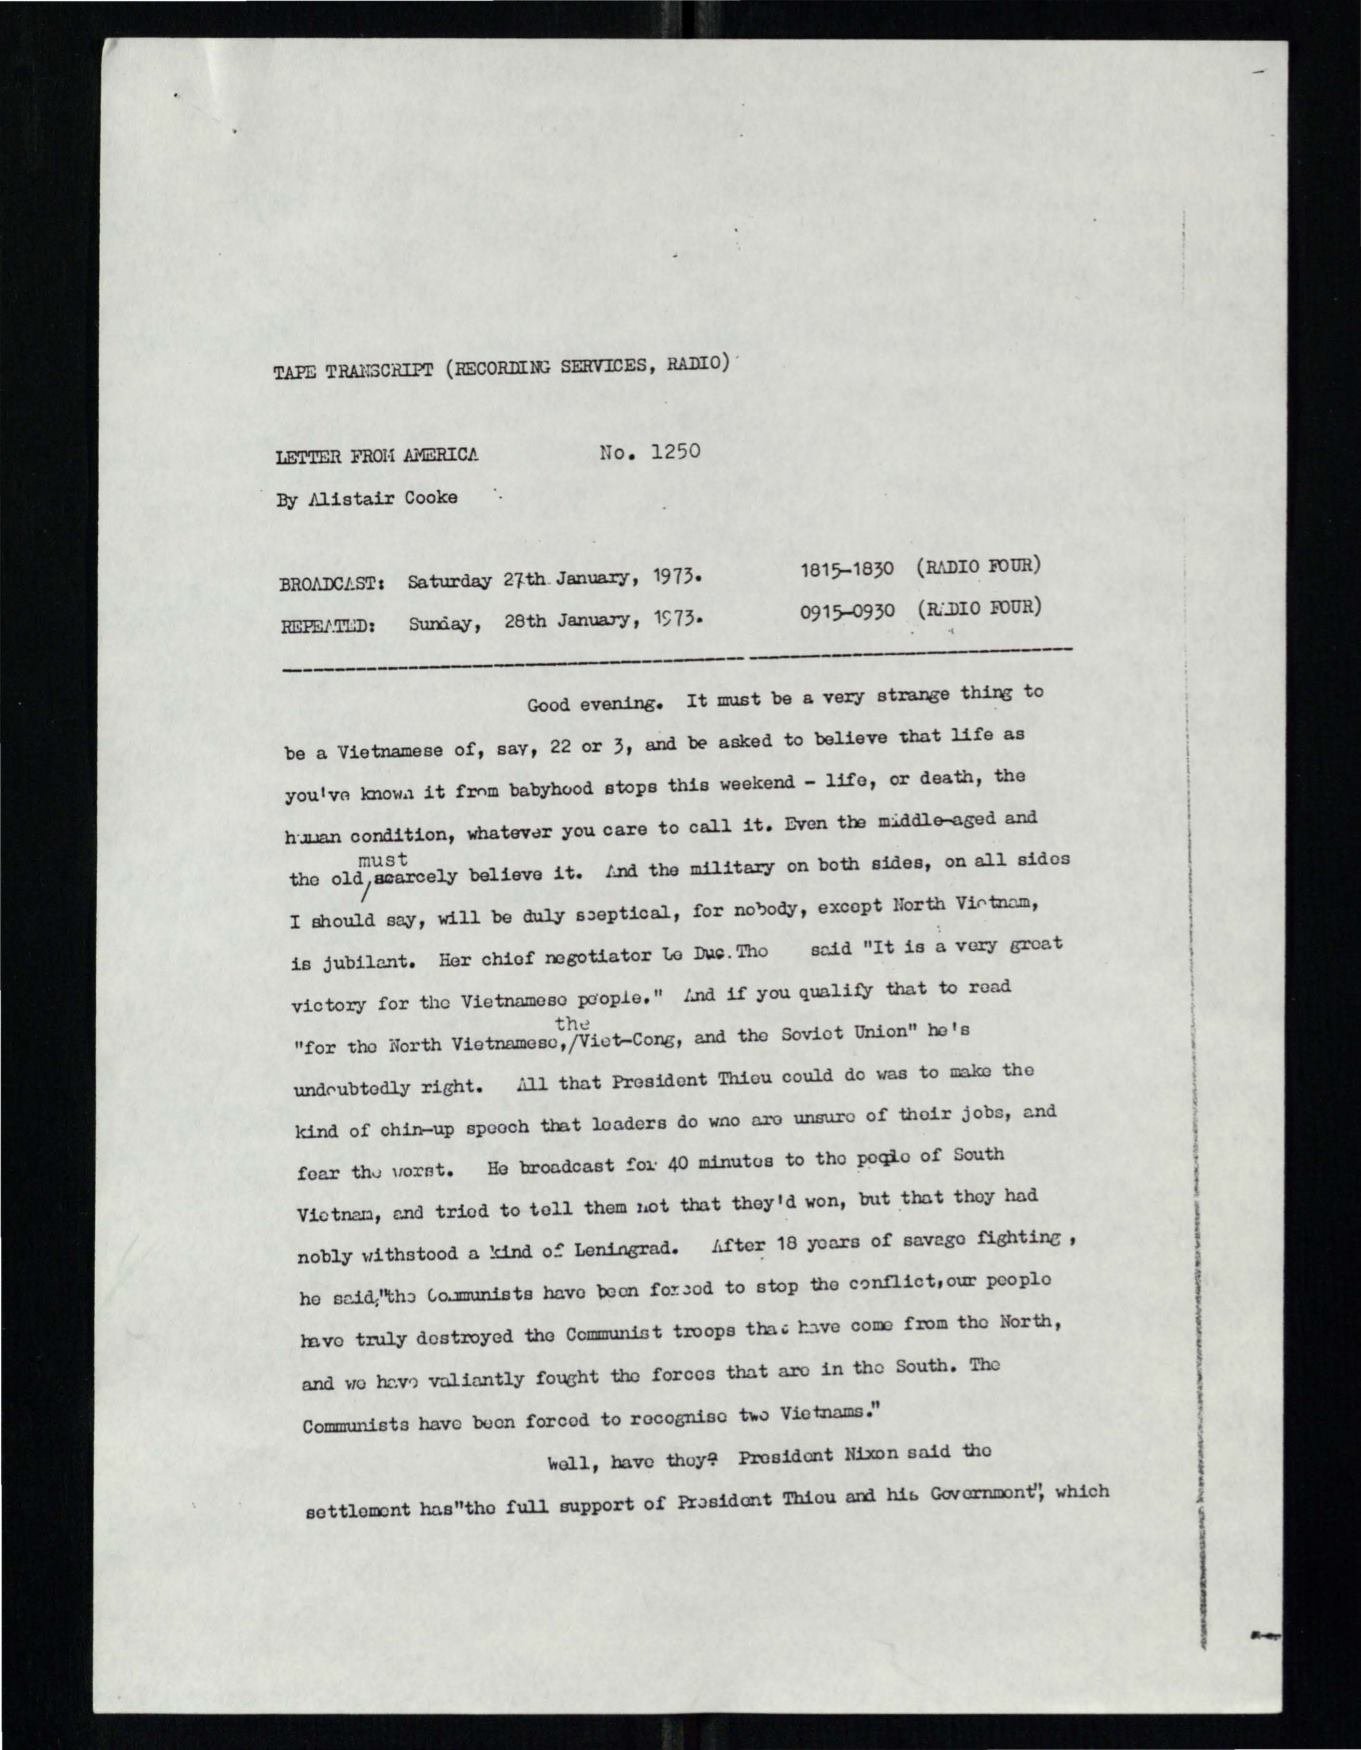 TAPE TRANSCRIPT (RECORDING SERVICES, RADIO)
LETTER FROM AMERICA No. 1250
By Alistair Cooke
BROADCAST: Saturday 27th January, 1973. 1815-1830 (RADIO FOUR)
REPEATED: Sunday, 28th January, 1973. 0915-0930 (RADIO FOUR)
Good evening. It must be a very strange thing to
be a Vietnamese of, say, 22 or 3, and be asked to believe that life as
you've known it from babyhood stops this weekend - life, or death, the
human condition, whatever you care to call it. Even the middle-aged and
must
the old/scarcely believe it. And the military on both sides, on all sides
I should say, will be duly sceptical, for nobody, except North Vietnam,
is jubilant. Her chief negotiator Le Duc Tho said "It is a very great
victory for the Vietnamese people." And if you qualify that to read
the
"for the North Vietnamese,/Viet-Cong, and the Soviet Union" he's
undoubtedly right. All that President Thieu could do was to make the
kind of chin-up speech that leaders do who are unsure of their jobs, and
fear the worst. He broadcast for 40 minutes to the peqple of South
Vietnam, and tried to tell them not that they'd won, but that they had
nobly withstood a kind of Leningrad. After 18 years of savage fighting ,
he said,"the Communists have been forced to stop the conflict,our people
have truly destroyed the Communist troops that have come from the North,
and we have valiantly fought the forces that are in the South. The
Communists have been forced to recognise two Vietnams."
Well, have they? President Nixon said the
settlement has"the full support of President Thieu and his Government", which